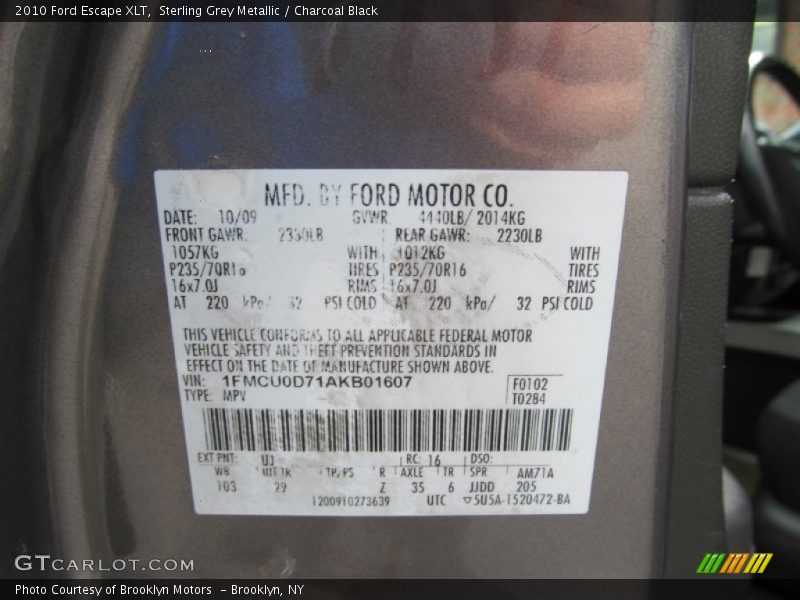 2010 Ford Escape XLT, Sterling Grey Metallic / Charcoal Black
MFD. BY FORD MOTOR CO.
DATE: 10/09 GVWR 4440LB/ 2014KG
FRONT GAWR: 2330LB REAR GAWR: 2230LB
1057KG WITH 1012KG WITH
P235/70R16 TIRES P235/70R16 TIRES
16x7.0J RIMS 16x7.0J RIMS
AT 220 kPa/ 32 PSI COLD AT 220 kPa/ 32 PSI COLD
THIS VEHICLE CONFORMS TO ALL APPLICABLE FEDERAL MOTOR
VEHICLE SAFETY AND THEFT PREVENTION STANDARDS IN
EFFECT ON THE DATE OF MANUFACTURE SHOWN ABOVE.
VIN: 1FMCU0D71AKB01607 F0102
TYPE: MPV T0284
EXT PNT: UJ RC: 16 DSO:
WB INT TR TP/PS R AXLE TR SPR AM71A
103 29 Z 35 6 JJDD 205
1200910273639 UTC ▽5U5A-1520472-BA
GTCARLOT.COM
Photo Courtesy of Brooklyn Motors - Brooklyn, NY